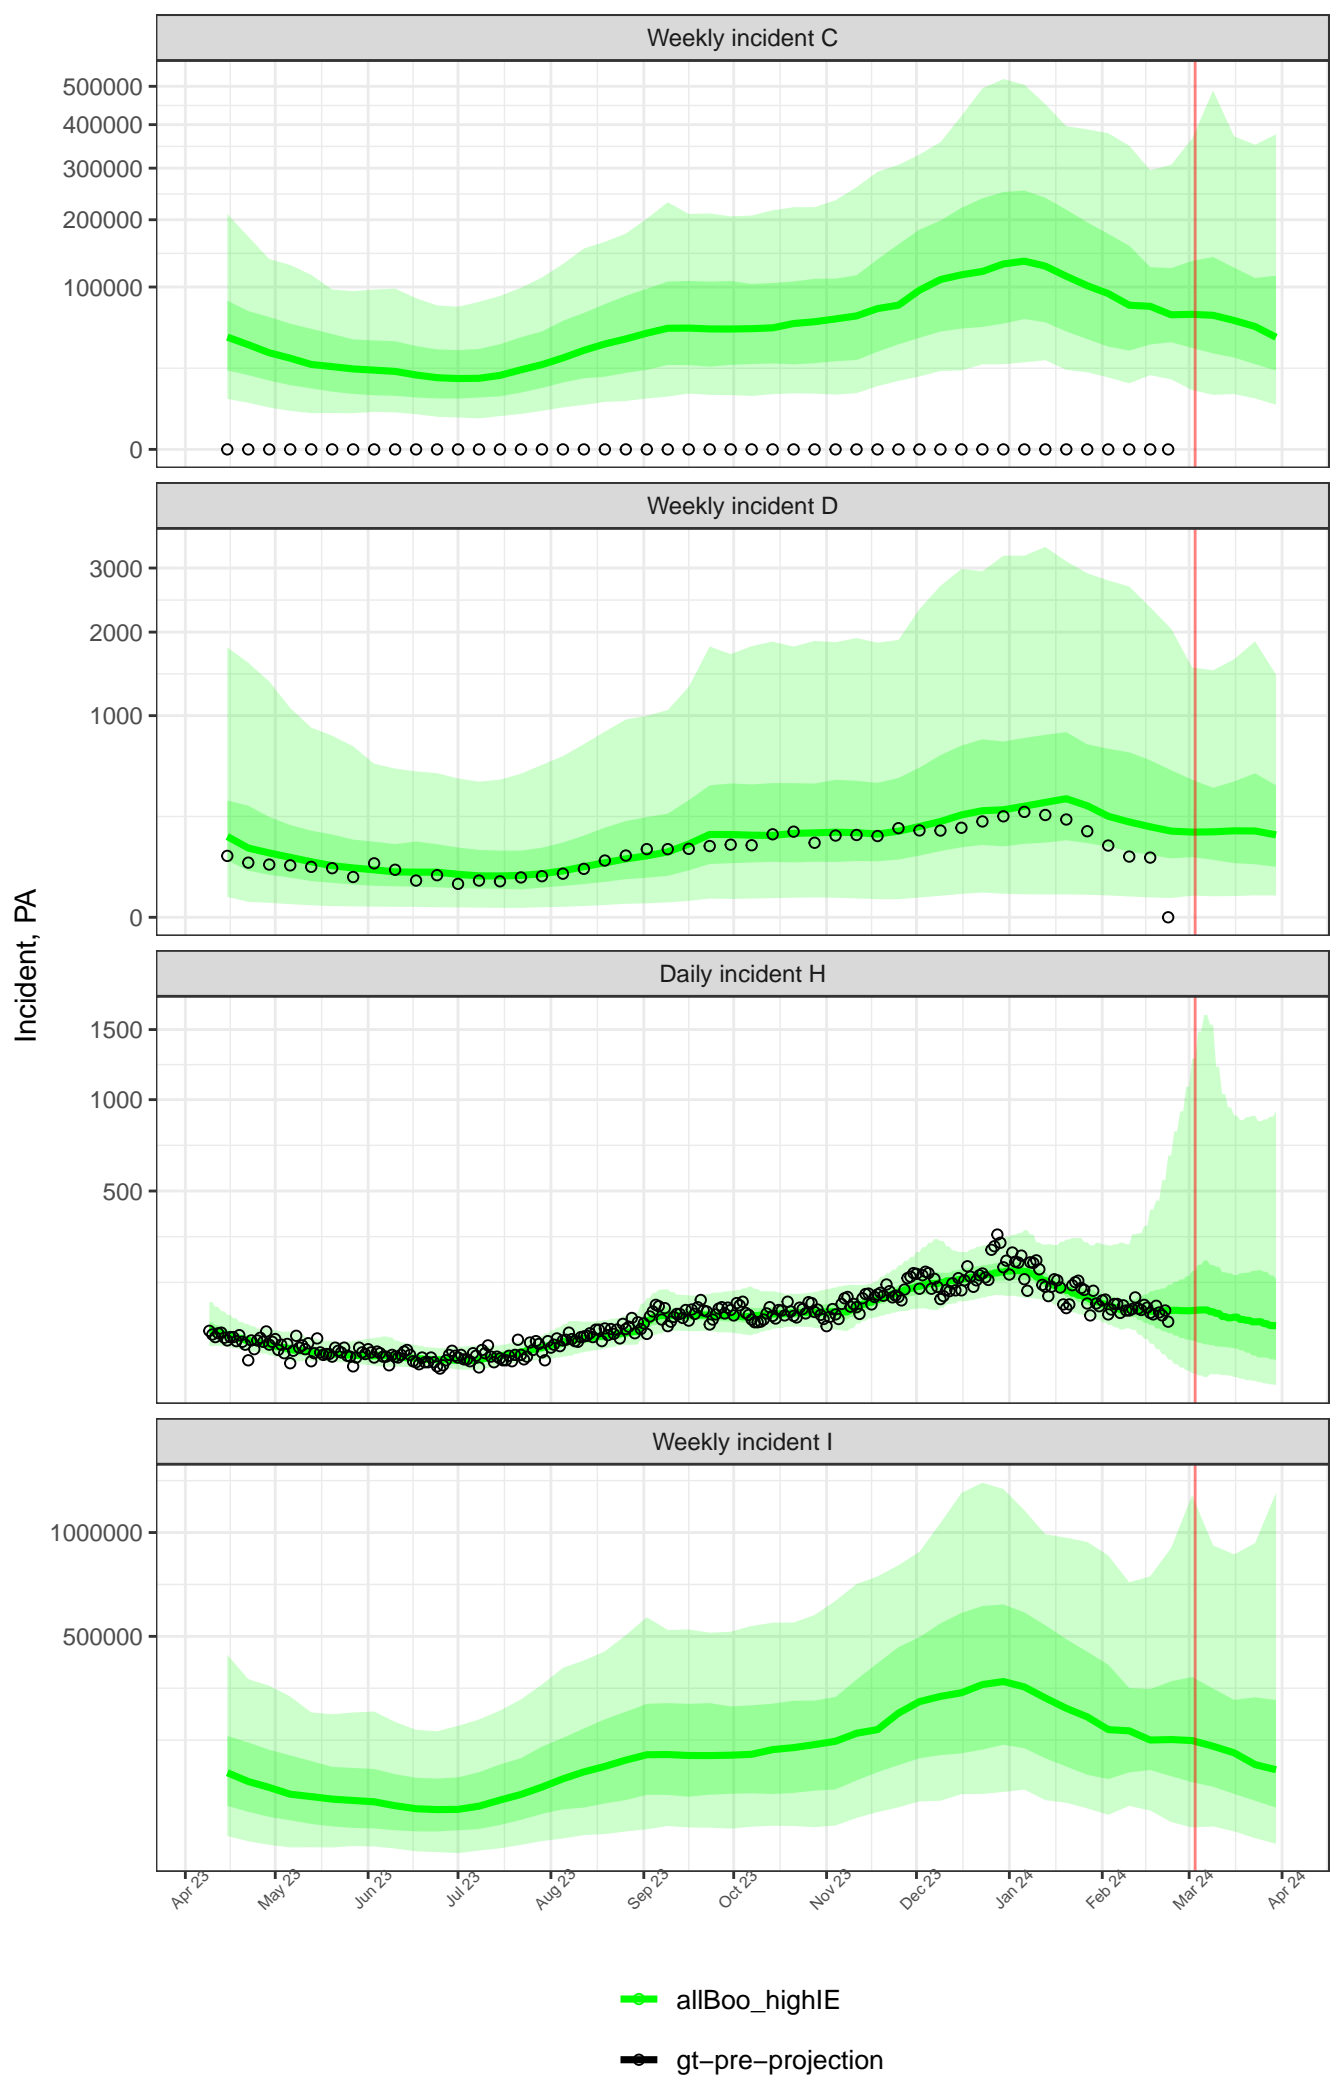 Weekly incident C
500000
400000
300000
200000
100000
0
Weekly incident D
3000
2000
1000
0
Incident, PA
Daily incident H
1500
1000
500
Weekly incident I
1000000
500000
Apr 23 May 23 Jun 23 Jul 23 Aug 23 Sep 23 Oct 23 Nov 23 Dec 23 Jan 24 Feb 24 Mar 24 Apr 24
allBoo_highIE
gt−pre−projection